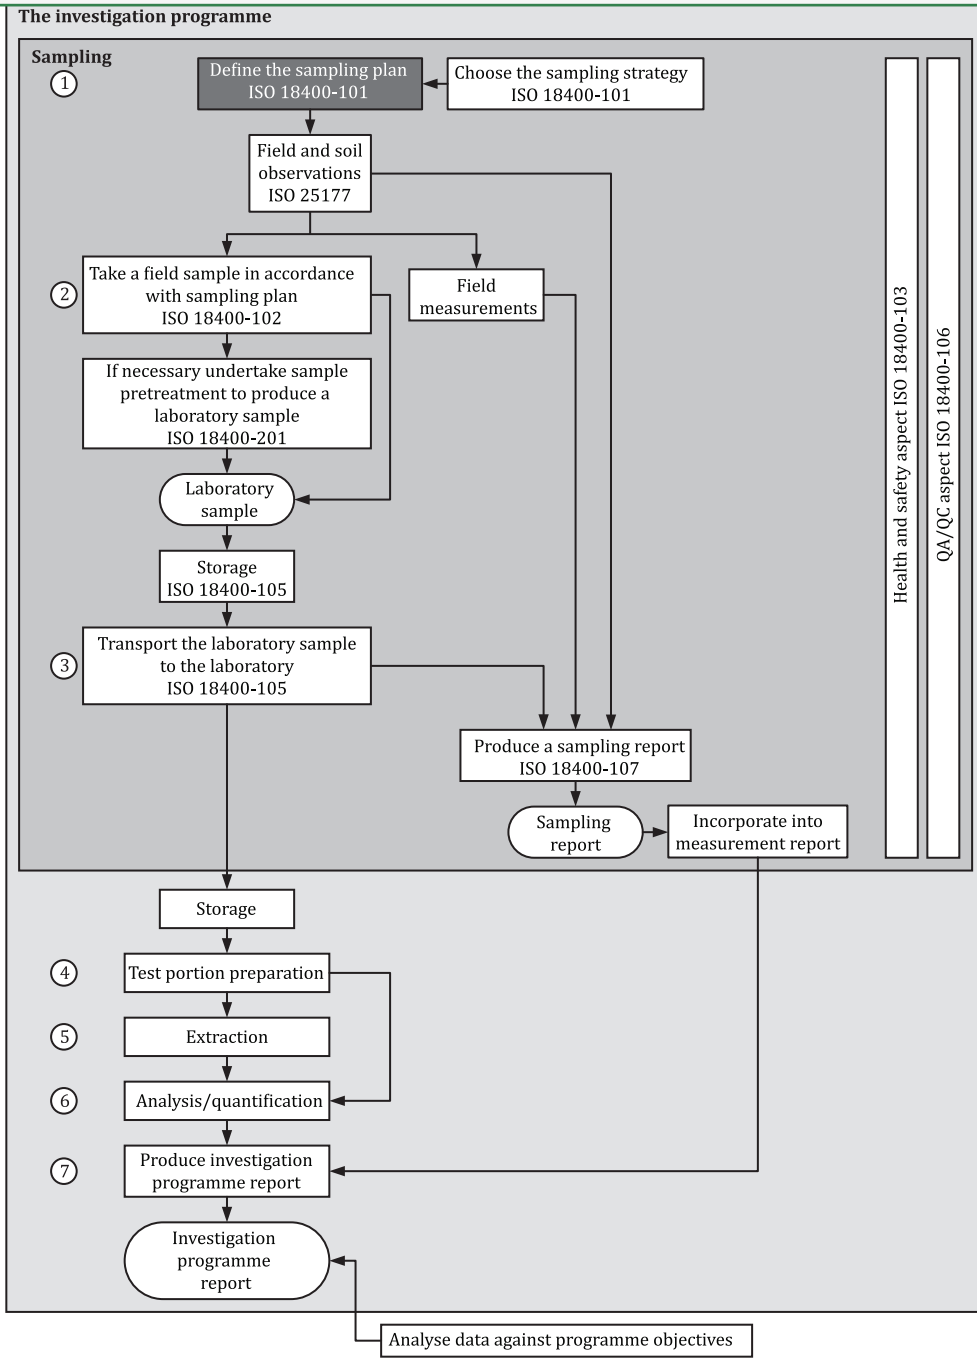 The investigation programme
Sampling
1
Define the sampling plan
ISO 18400-101
Choose the sampling strategy
ISO 18400-101
Field and soil
observations
ISO 25177
2
Take a field sample in accordance
with sampling plan
ISO 18400-102
Field
measurements
If necessary undertake sample
pretreatment to produce a
laboratory sample
ISO 18400-201
Laboratory
sample
Storage
ISO 18400-105
3
Transport the laboratory sample
to the laboratory
ISO 18400-105
Produce a sampling report
ISO 18400-107
Sampling
report
Incorporate into
measurement report
Health and safety aspect ISO 18400-103
QA/QC aspect ISO 18400-106
Storage
4
Test portion preparation
5
Extraction
6
Analysis/quantification
7
Produce investigation
programme report
Investigation
programme
report
Analyse data against programme objectives